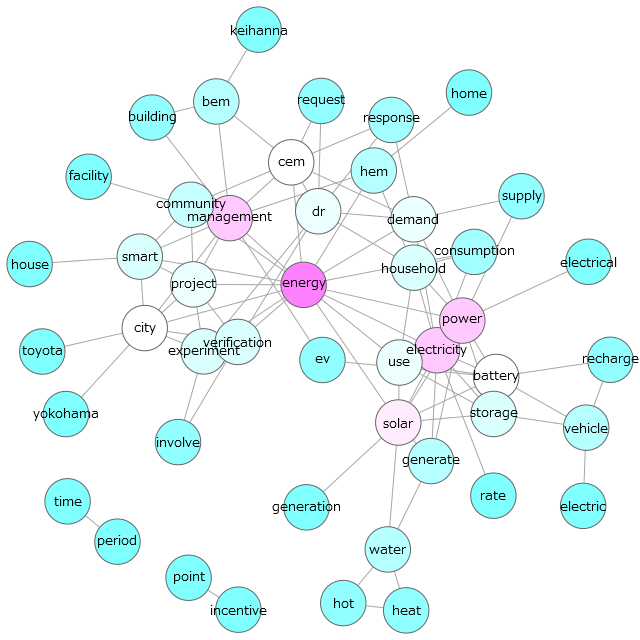 keihanna
home
bem
request
building
response
cem
hem
facility
supply
community
management
dr
demand
smart
consumption
house
household
electrical
project
energy
power
city
toyota
experiment
verification
electricity
ev
use
recharge
battery
yokohama
storage
solar
vehicle
involve
generate
time
rate
generation
electric
period
water
point
hot
heat
incentive